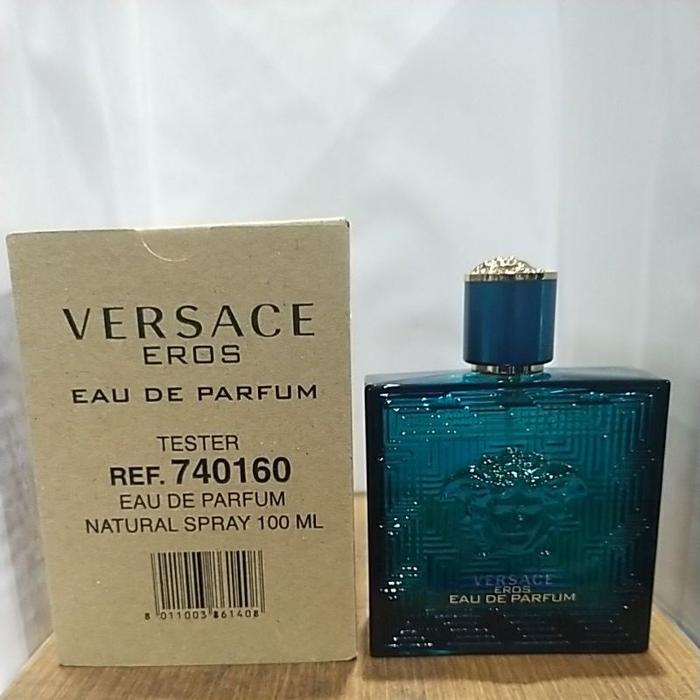 VERSACE
EROS
EAU DE PARFUM
TESTER
REF. 740160
EAU DE PARFUM
NATURAL SPRAY 100 ML
8 011003 861408
VERSACE
EROS
EAU DE PARFUM